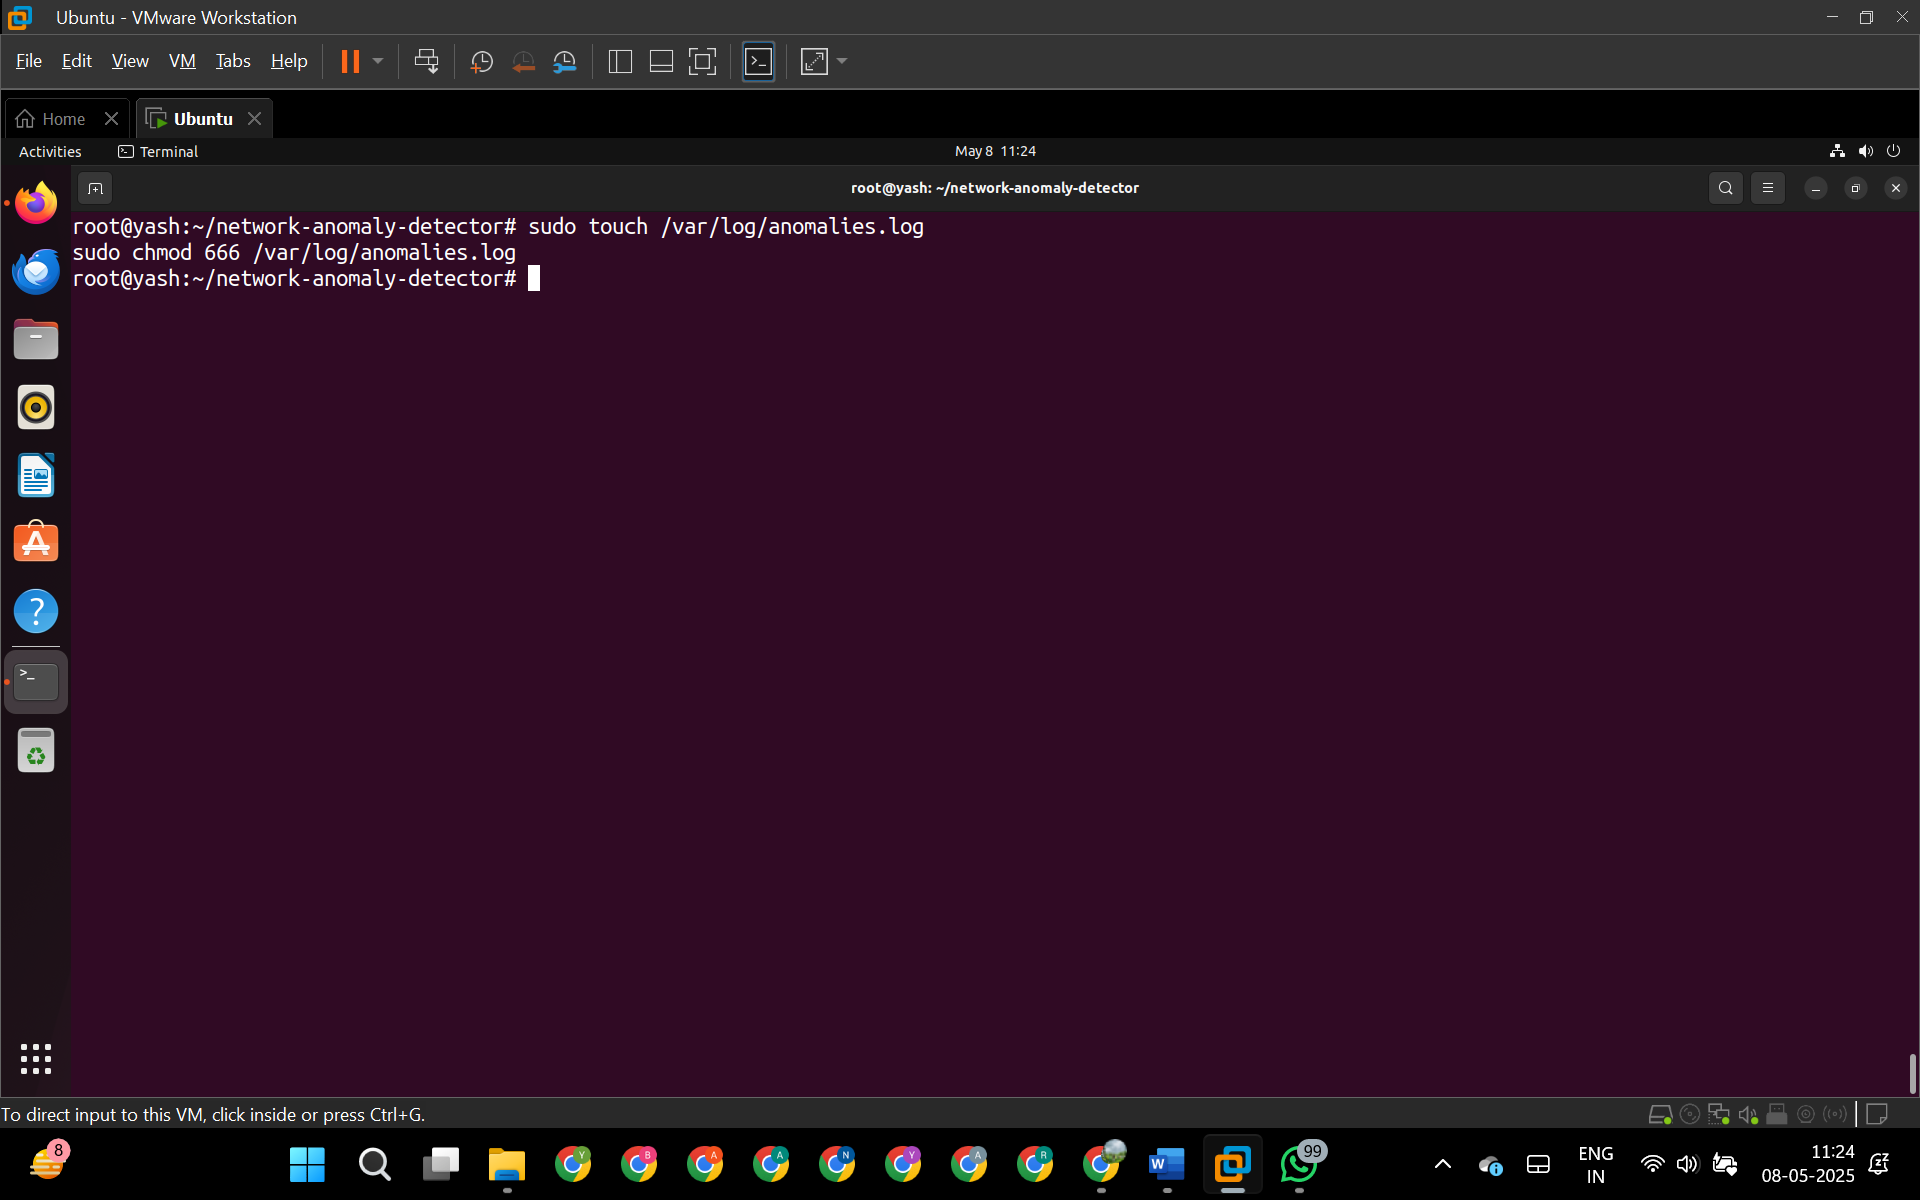 Ubuntu - VMware Workstation
File Edit View VM Tabs Help
Home
Ubuntu
Activities
Terminal
May 8 11:24
root@yash: ~/network-anomaly-detector
root@yash:~/network-anomaly-detector# sudo touch /var/log/anomalies.log
sudo chmod 666 /var/log/anomalies.log
root@yash:~/network-anomaly-detector#
To direct input to this VM, click inside or press Ctrl+G.
8
Y
B
A
A
N
Y
A
R
W
99
ENG
IN
11:24
08-05-2025